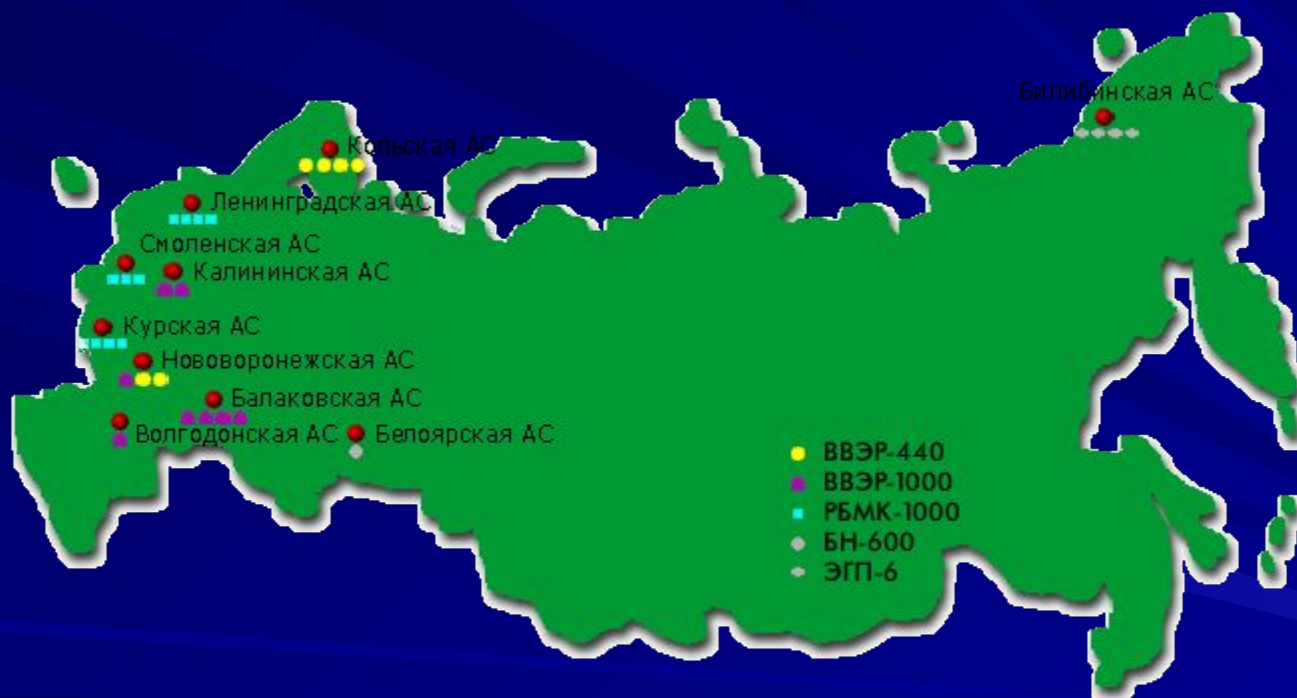 Билибинская АС
Кольская АС
Ленинградская АС
Смоленская АС
Калининская АС
Курская АС
Нововоронежская АС
Балаковская АС
Волгодонская АС
Белоярская АС
ВВЭР-440
ВВЭР-1000
РБМК-1000
БН-600
ЭГП-6